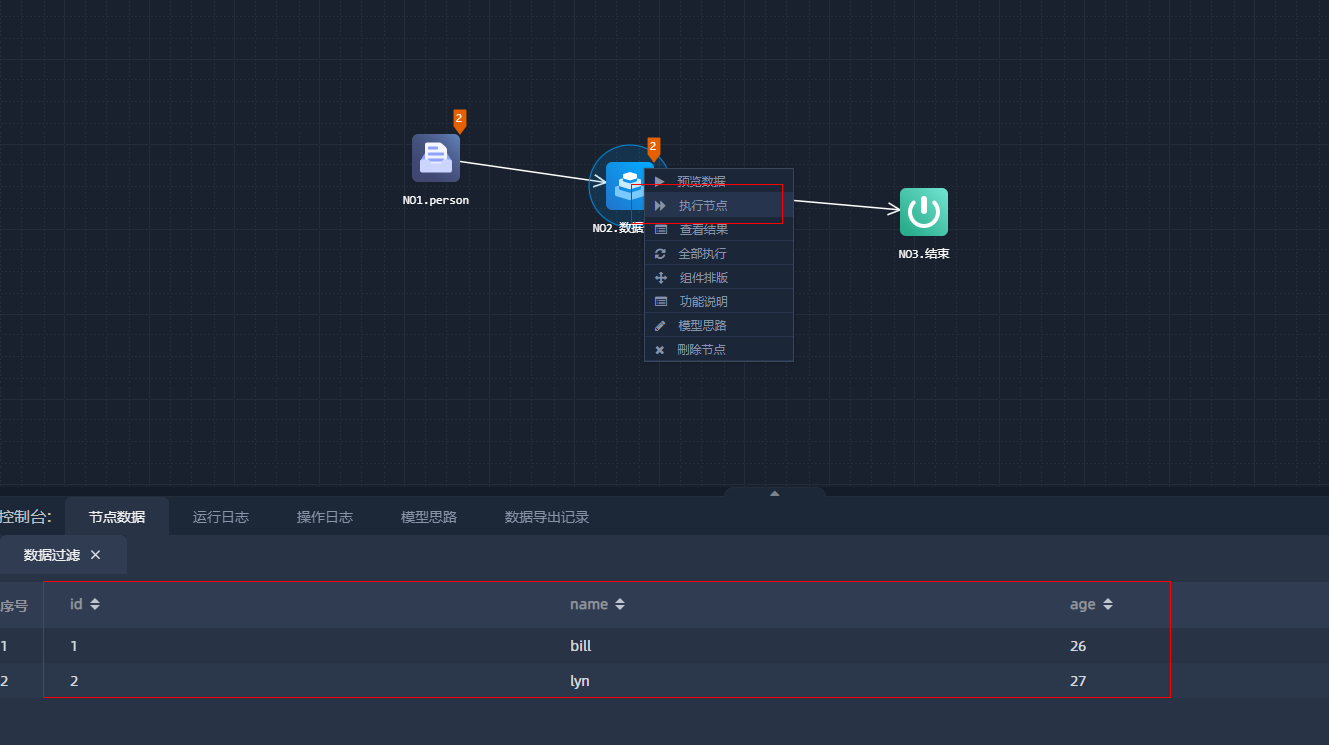 2
NO1.person
2
NO2.数据
预览数据
执行节点
查看结果
全部执行
组件排版
功能说明
模型思路
删除节点
NO3.结束
控制台: 节点数据 运行日志 操作日志 模型思路 数据导出记录
数据过滤 ×
序号 id name age
1 1 bill 26
2 2 lyn 27